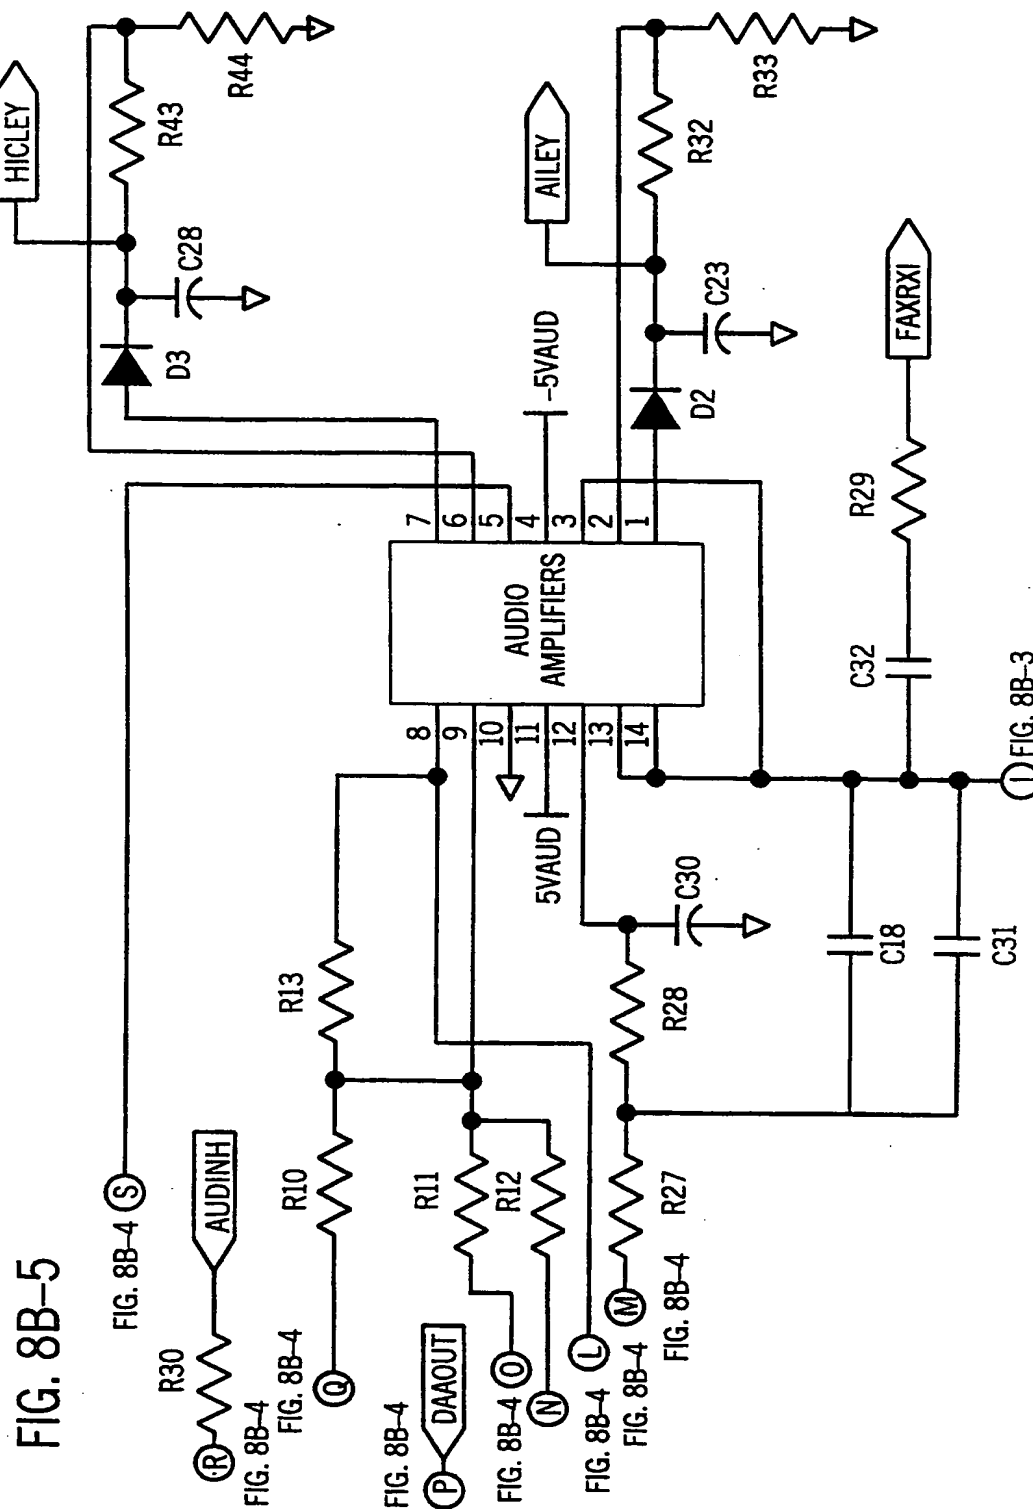 FIG. 8B-5
HICLEY
R43
R44
C28
D3
AILEY
R32
R33
C23
D2
-5VAUD
FAXRXI
R29
C32
7
6
5
4
3
2
1
AUDIO
AMPLIFIERS
8
9
10
11
12
13
14
5VAUD
R13
R10
C30
R28
C18
C31
I FIG. 8B-3
FIG. 8B-4 S
AUDINH
R30
R
FIG. 8B-4
FIG. 8B-4
Q
R11
R12
FIG. 8B-4
P DAAOUT
FIG. 8B-4 O
N
FIG. 8B-4
L
FIG. 8B-4
M
FIG. 8B-4
R27